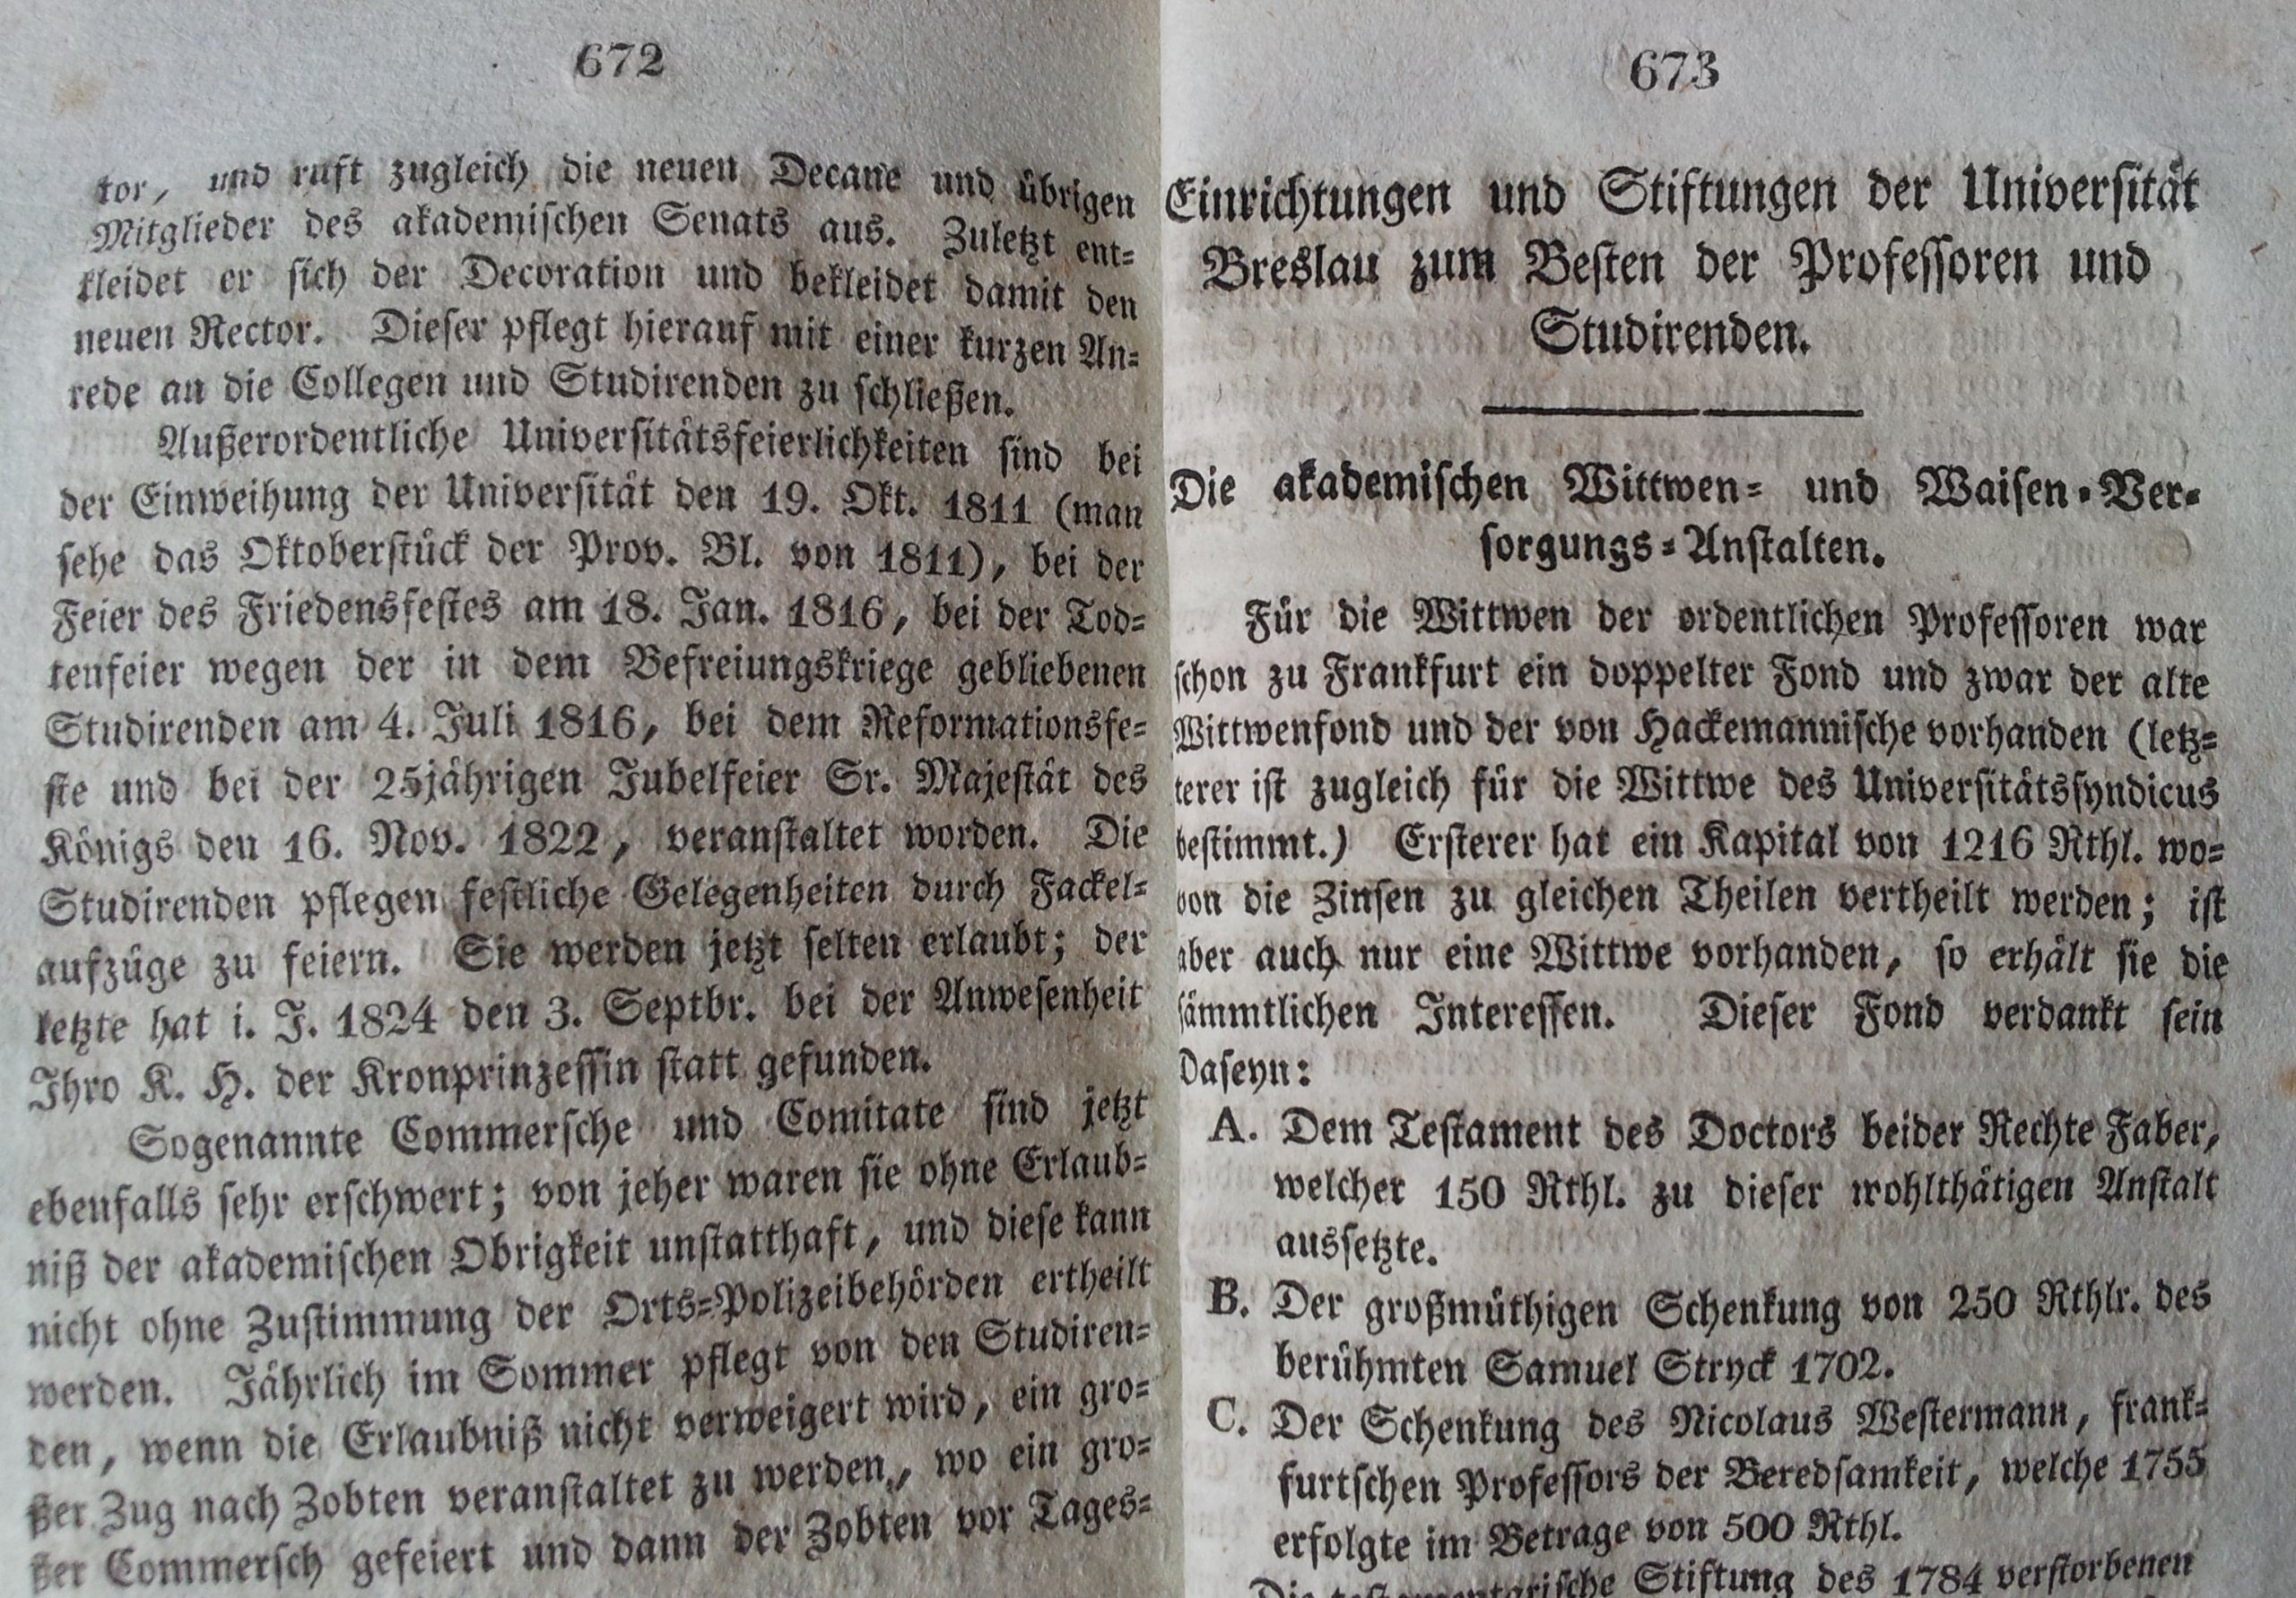 672
tor, und ruft zugleich die neuen Decane und übrigen
Mitglieder des akademischen Senats aus. Zuletzt ent-
kleidet er sich der Decoration und bekleidet damit den
neuen Rector. Dieser pflegt hierauf mit einer kurzen An-
rede an die Collegen und Studirenden zu schließen.
Außerordentliche Universitätsfeierlichkeiten sind bei
der Einweihung der Universität den 19. Okt. 1811 (man
sehe das Oktoberstück der Prov. Bl. von 1811), bei der
Feier des Friedensfestes am 18. Jan. 1816, bei der Tod-
tenfeier wegen der in dem Befreiungskriege gebliebenen
Studirenden am 4. Juli 1816, bei dem Reformationsfe-
ste und bei der 25jährigen Jubelfeier Sr. Majestät des
Königs den 16. Nov. 1822, veranstaltet worden. Die
Studirenden pflegen festliche Gelegenheiten durch Fackel-
aufzüge zu feiern. Sie werden jetzt selten erlaubt; der
letzte hat i. J. 1824 den 3. Septbr. bei der Anwesenheit
Ihro K. H. der Kronprinzessin statt gefunden.
Sogenannte Commersche und Comitate sind jetzt
ebenfalls sehr erschwert; von jeher waren sie ohne Erlaub-
niß der akademischen Obrigkeit unstatthaft, und diese kann
nicht ohne Zustimmung der Orts-Polizeibehörden ertheilt
werden. Jährlich im Sommer pflegt von den Studiren-
den, wenn die Erlaubniß nicht verweigert wird, ein gro-
ßer Zug nach Zobten veranstaltet zu werden, wo ein gro-
ßer Commersch gefeiert und dann der Zobten vor Tages-
673
Einrichtungen und Stiftungen der Universität
Breslau zum Besten der Professoren und
Studirenden.
Die akademischen Wittwen- und Waisen-Ver-
sorgungs-Anstalten.
Für die Wittwen der ordentlichen Professoren war
schon zu Frankfurt ein doppelter Fond und zwar der alte
Wittwenfond und der von Hackemannische vorhanden (letz-
terer ist zugleich für die Wittwe des Universitätssyndicus
bestimmt.) Ersterer hat ein Kapital von 1216 Rthl. wo-
von die Zinsen zu gleichen Theilen vertheilt werden; ist
aber auch nur eine Wittwe vorhanden, so erhält sie die
sämmtlichen Interessen. Dieser Fond verdankt sein
Daseyn:
A. Dem Testament des Doctors beider Rechte Faber,
welcher 150 Rthl. zu dieser wohlthätigen Anstalt
aussetzte.
B. Der großmüthigen Schenkung von 250 Rthlr. des
berühmten Samuel Stryck 1702.
C. Der Schenkung des Nicolaus Westermann, frank-
furtschen Professors der Beredsamkeit, welche 1755
erfolgte im Betrage von 500 Rthl.
Die testamentarische Stiftung des 1784 verstorbenen